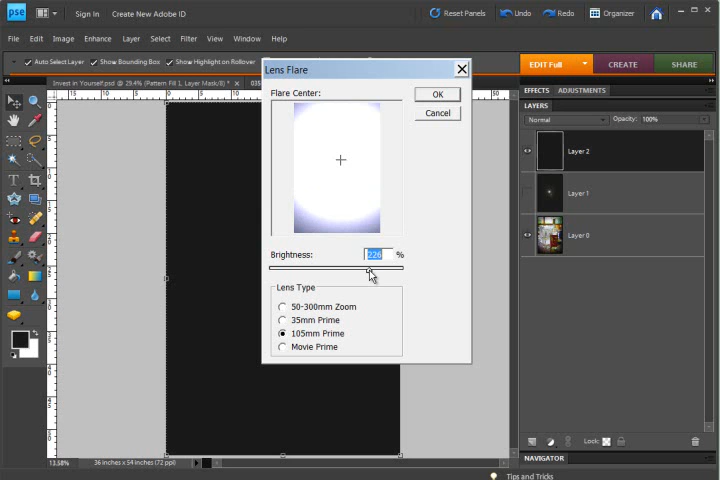 pse Sign In Create New Adobe ID Reset Panels Undo Redo Organizer
File Edit Image Enhance Layer Select Filter View Window Help
Auto Select Layer Show Bounding Box Show Highlight on Rollover EDIT Full CREATE SHARE
Invest in Yourself.psd @ 29.4% (Pattern Fill 1, Layer Mask/8) *
EFFECTS ADJUSTMENTS
LAYERS
Normal Opacity: 100%
Layer 2
Layer 1
Layer 0
Lock:
NAVIGATOR
Lens Flare
Flare Center:
OK
Cancel
Brightness: 226 %
Lens Type
50-300mm Zoom
35mm Prime
105mm Prime
Movie Prime
13.58% 36 inches x 54 inches (72 ppi)
Tips and Tricks